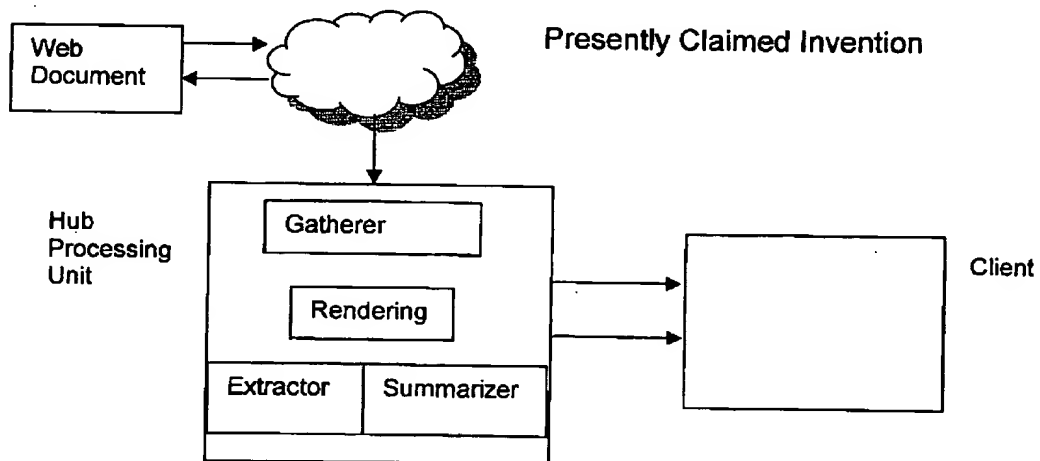 Web
Document
Presently Claimed Invention
Hub
Processing
Unit
Gatherer
Rendering
Extractor
Summarizer
Client